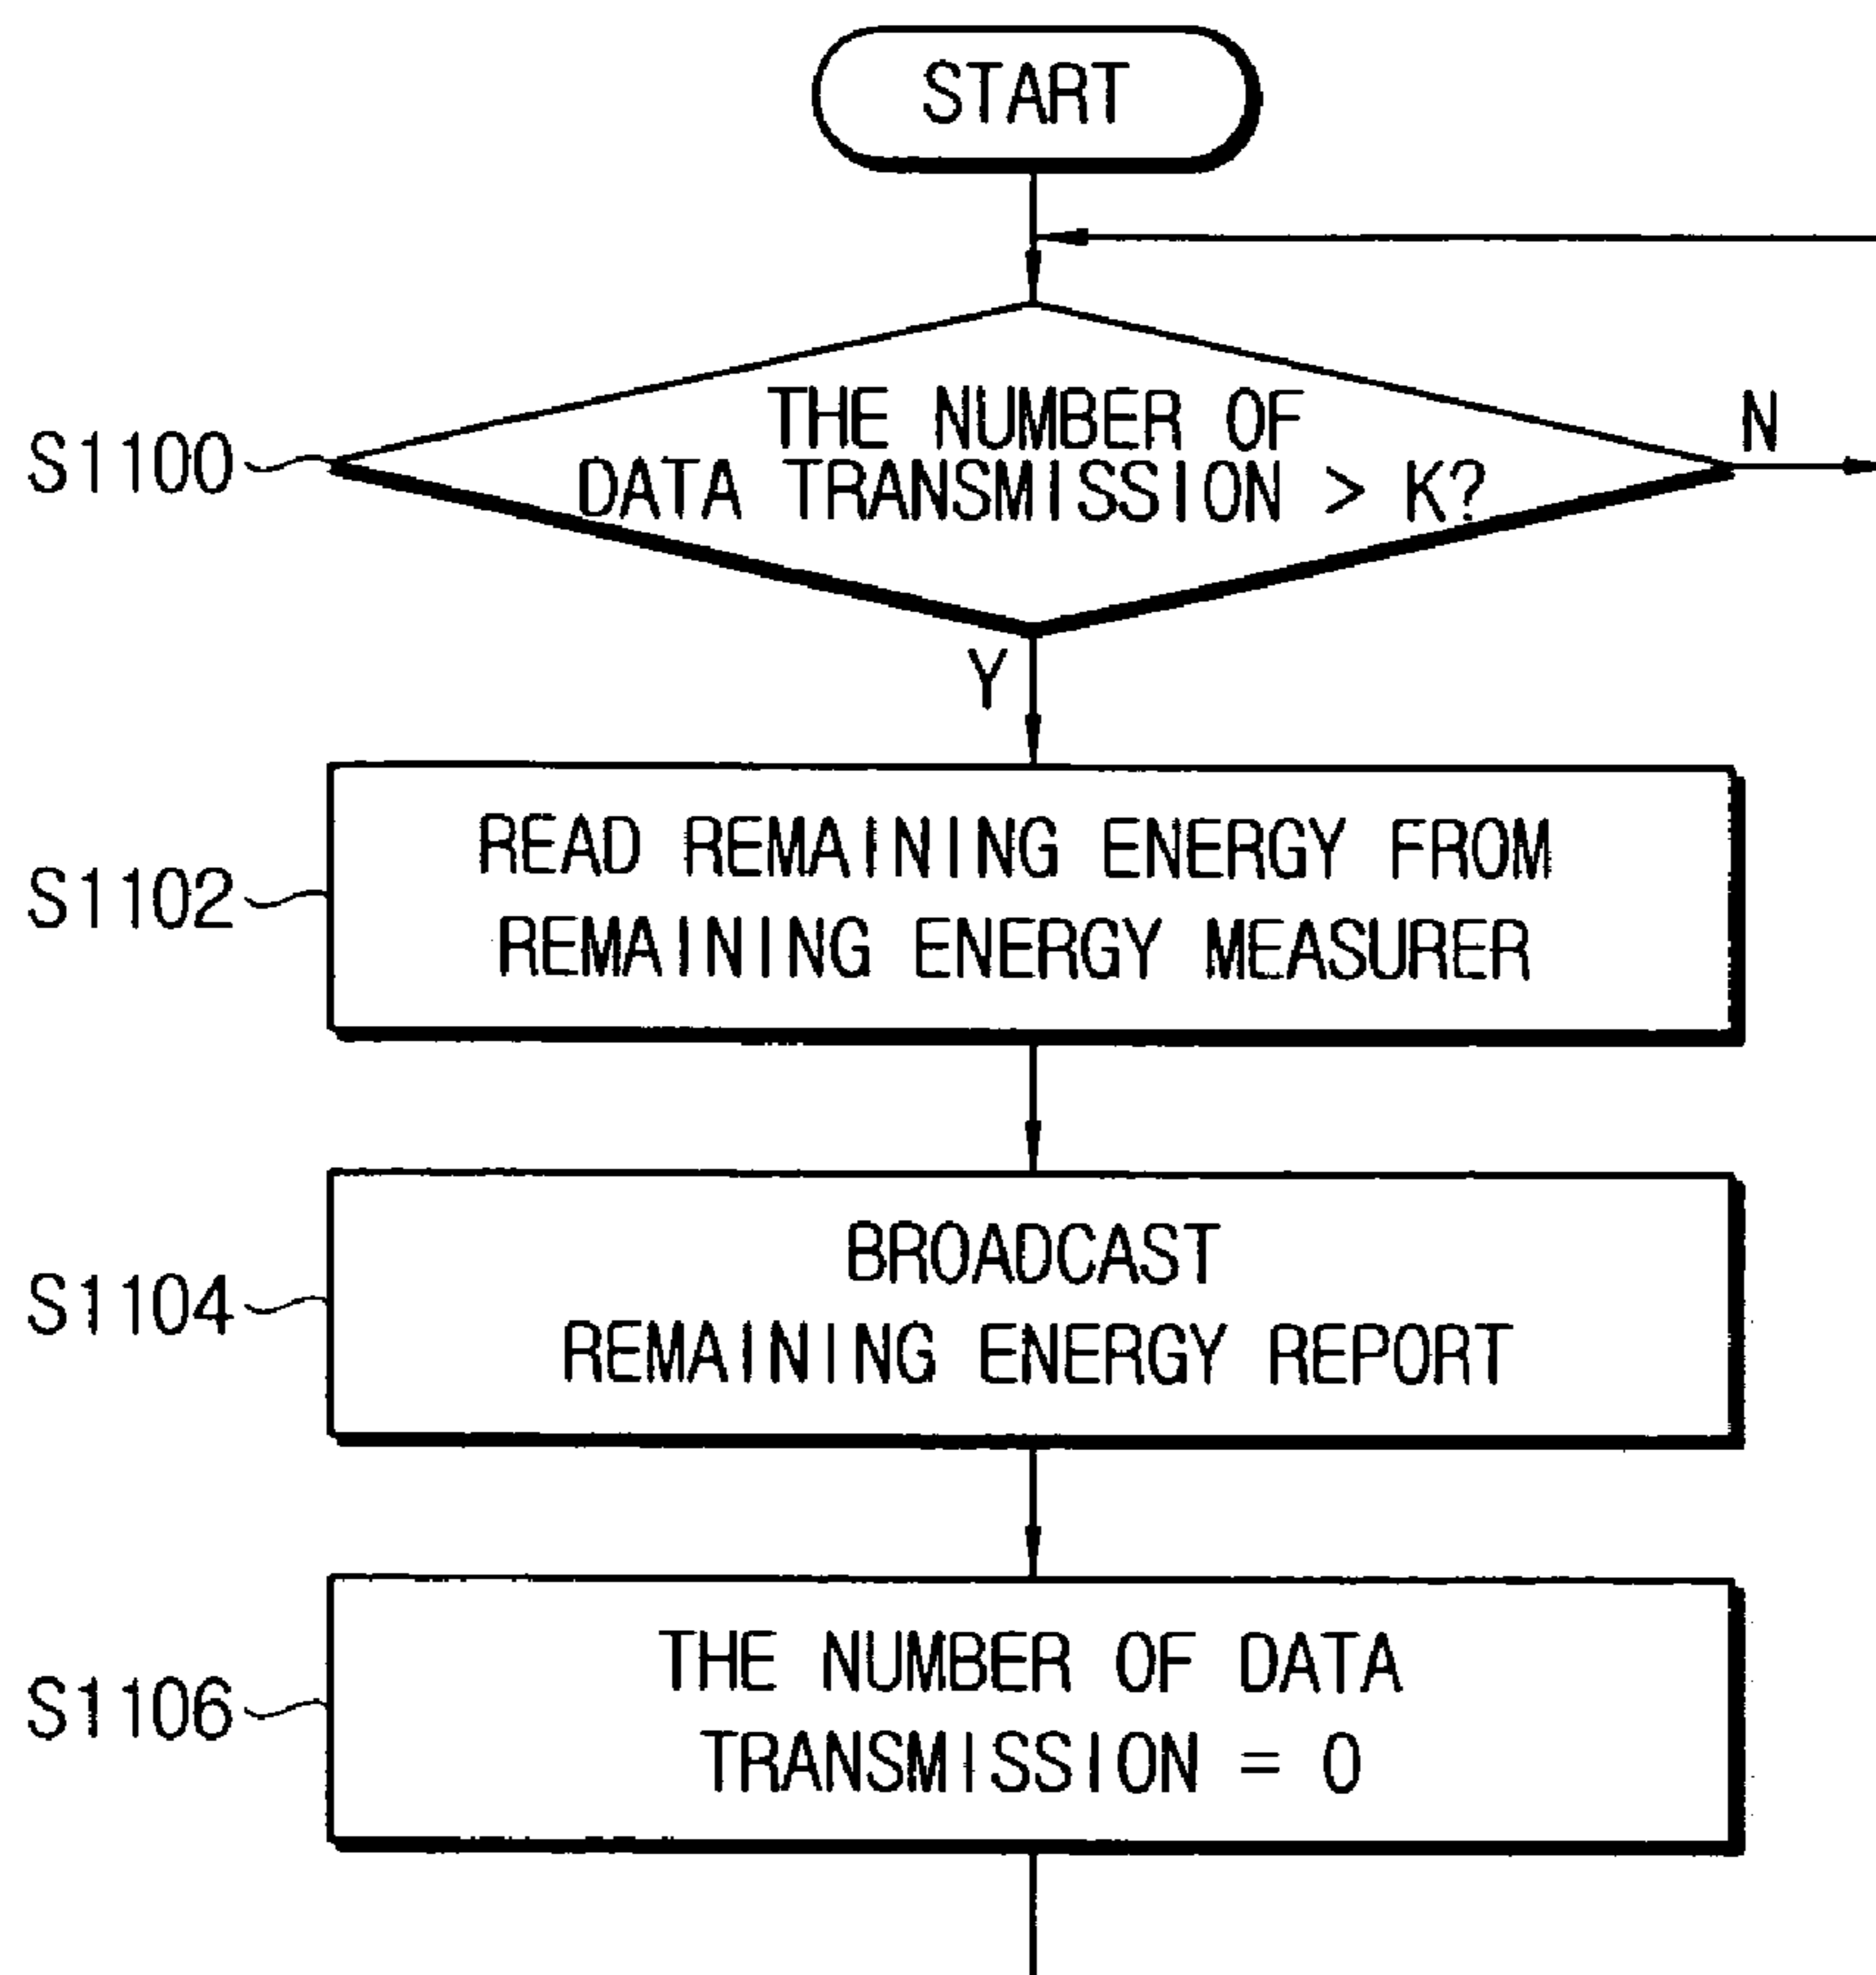 START
THE NUMBER OF
DATA TRANSMISSION > K?
N
S1100
Y
READ REMAINING ENERGY FROM
REMAINING ENERGY MEASURER
S1102
BROADCAST
REMAINING ENERGY REPORT
S1104
THE NUMBER OF DATA
TRANSMISSION = 0
S1106